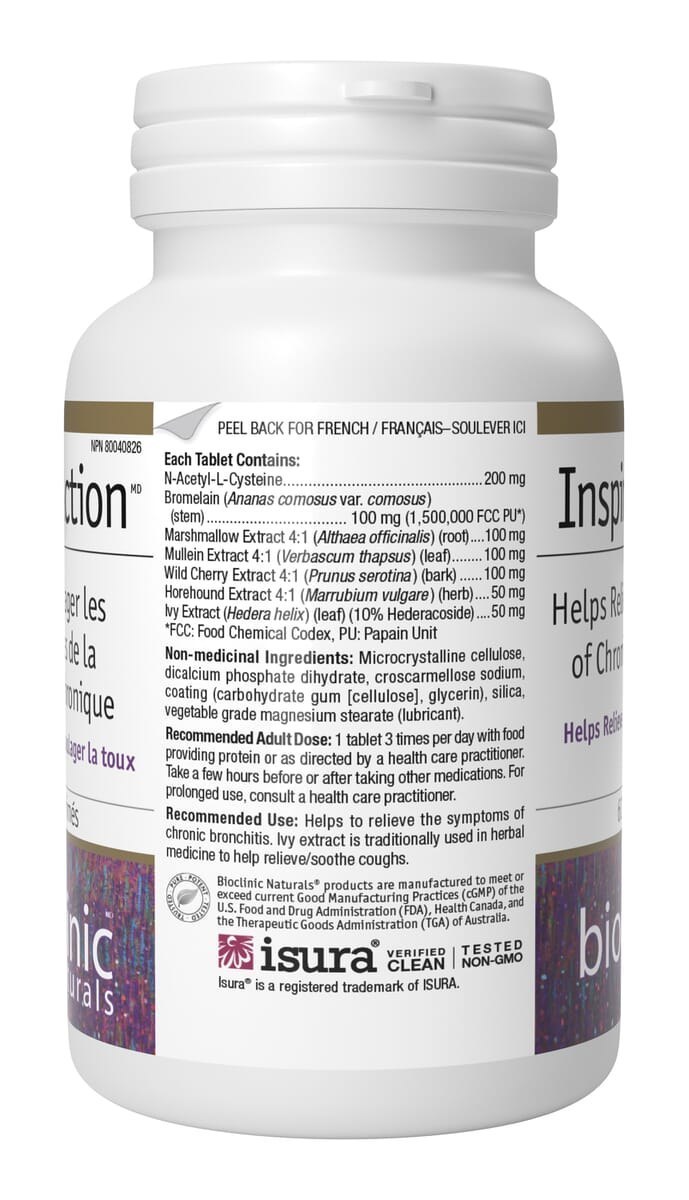 PEEL BACK FOR FRENCH / FRANÇAIS–SOULEVER ICI
NPN 80040826
Each Tablet Contains:
N-Acetyl-L-Cysteine................................................200 mg
Bromelain (Ananas comosus var. comosus)
(stem).................................. 100 mg (1,500,000 FCC PU*)
Marshmallow Extract 4:1 (Althaea officinalis) (root)....100 mg
Mullein Extract 4:1 (Verbascum thapsus) (leaf).......100 mg
Wild Cherry Extract 4:1 (Prunus serotina) (bark) ......100 mg
Horehound Extract 4:1 (Marrubium vulgare) (herb)....50 mg
Ivy Extract (Hedera helix) (leaf) (10% Hederacoside)....50 mg
*FCC: Food Chemical Codex, PU: Papain Unit
Non-medicinal Ingredients: Microcrystalline cellulose,
dicalcium phosphate dihydrate, croscarmellose sodium,
coating (carbohydrate gum [cellulose], glycerin), silica,
vegetable grade magnesium stearate (lubricant).
Recommended Adult Dose: 1 tablet 3 times per day with food
providing protein or as directed by a health care practitioner.
Take a few hours before or after taking other medications. For
prolonged use, consult a health care practitioner.
Recommended Use: Helps to relieve the symptoms of
chronic bronchitis. Ivy extract is traditionally used in herbal
medicine to help relieve/soothe coughs.
PURE · POTENT · TESTED · TRUSTED
Bioclinic Naturals® products are manufactured to meet or
exceed current Good Manufacturing Practices (cGMP) of the
U.S. Food and Drug Administration (FDA), Health Canada, and
the Therapeutic Goods Administration (TGA) of Australia.
isura® VERIFIED CLEAN | TESTED NON-GMO
Isura® is a registered trademark of ISURA.
ction MD
les
de la
onique
lager la toux
més
inic
urals
Inspi
Helps Rel
of Chro
Helps Relieve
bio